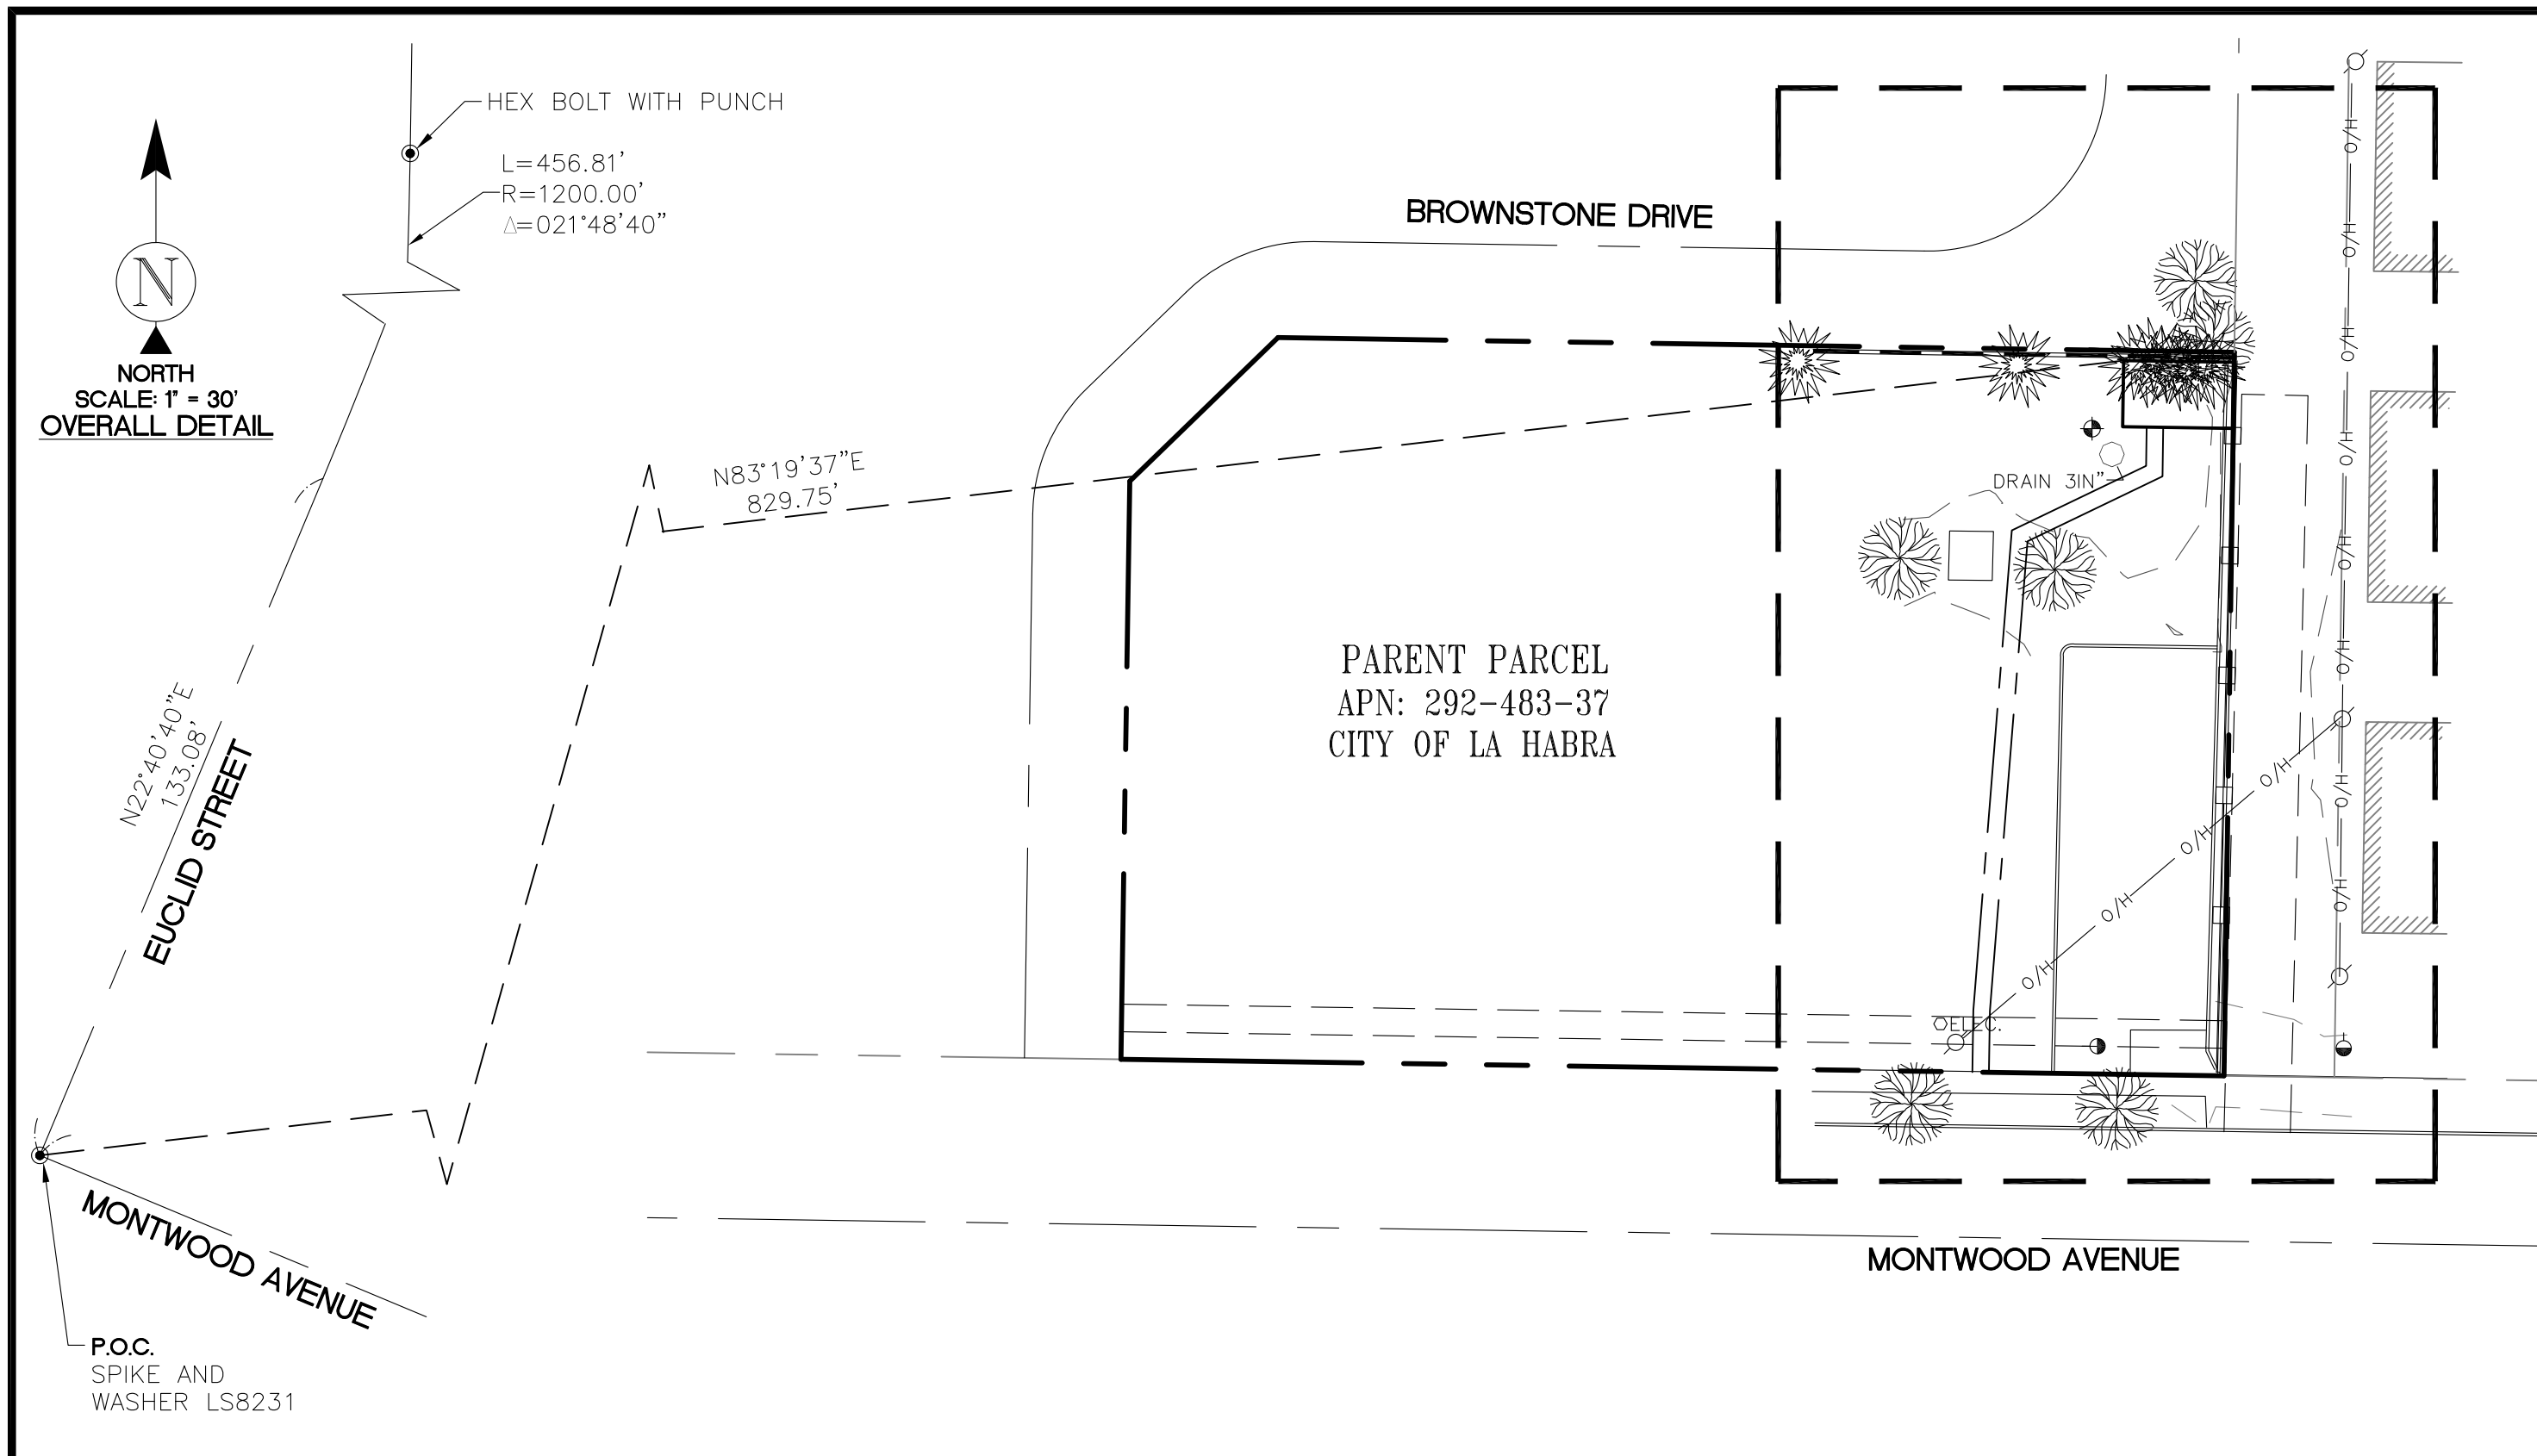 HEX BOLT WITH PUNCH
L=456.81'
R=1200.00'
Δ=021°48'40"
N
NORTH
SCALE: 1" = 30'
OVERALL DETAIL
BROWNSTONE DRIVE
N83°19'37"E
829.75'
DRAIN 3IN"
PARENT PARCEL
APN: 292-483-37
CITY OF LA HABRA
N22°40'40"E
133.08'
EUCLID STREET
O/H
O/H
O/H
O/H
O/H
O/H
O/H
O/H
O/H
O/H
O/H
O/H
ELEC.
MONTWOOD AVENUE
MONTWOOD AVENUE
P.O.C.
SPIKE AND
WASHER LS8231